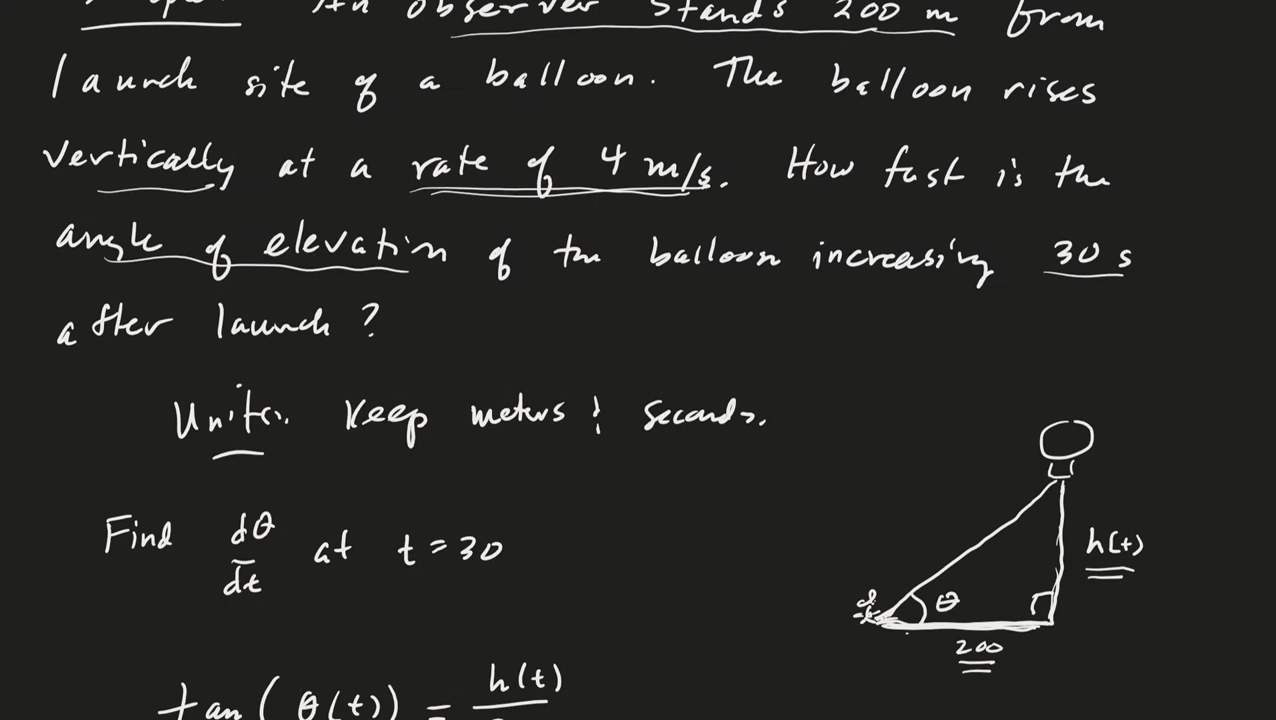 An observer stands 200 m from
launch site of a balloon. The balloon rises
vertically at a rate of 4 m/s. How fast is the
angle of elevation of the balloon increasing 30 s
after launch?
Units: Keep meters & seconds.
Find dθ/dt at t = 30
h(t)
θ
200
tan(θ(t)) = h(t)